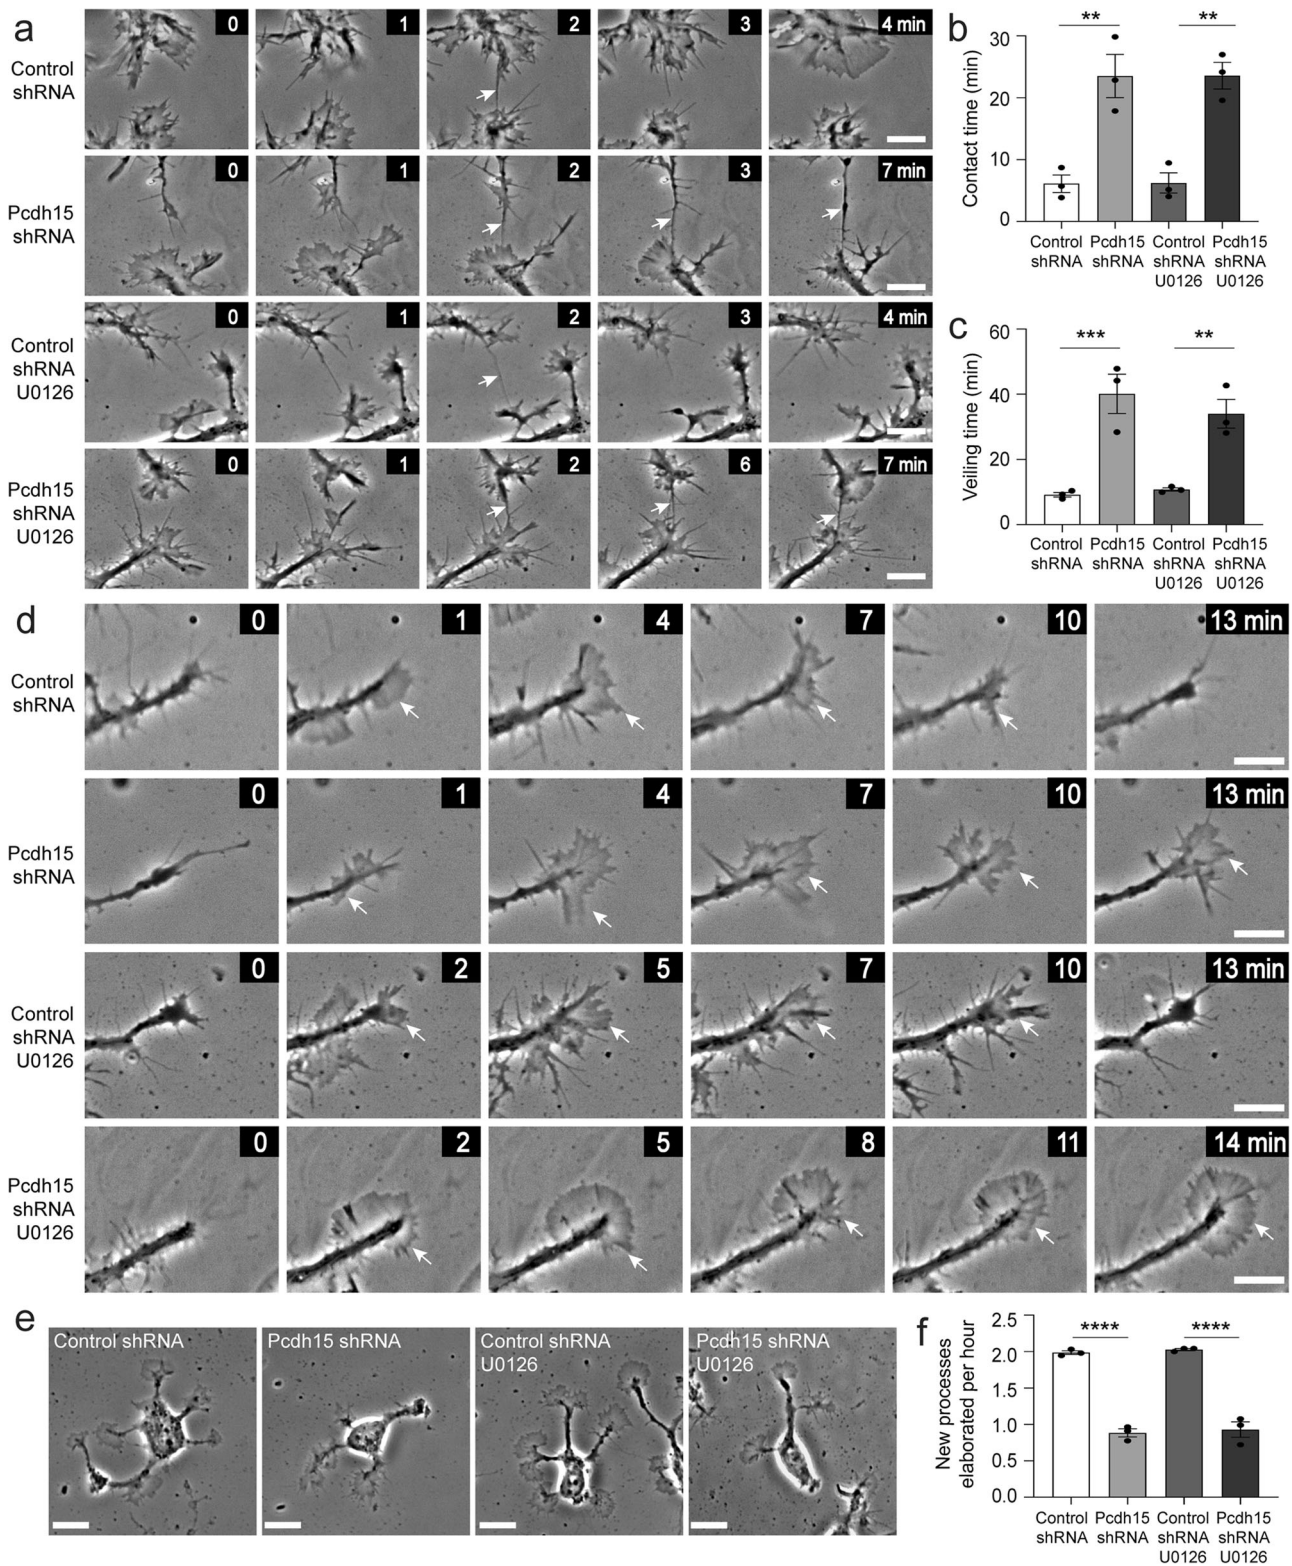 a
Control
shRNA
0
1
2
3
4 min
Pcdh15
shRNA
0
1
2
3
7 min
Control
shRNA
U0126
0
1
2
3
4 min
Pcdh15
shRNA
U0126
0
1
2
6
7 min
b
**
**
Contact time (min)
30
20
10
0
Control
shRNA
Pcdh15
shRNA
Control
shRNA
U0126
Pcdh15
shRNA
U0126
c
***
**
Veiling time (min)
60
40
20
0
Control
shRNA
Pcdh15
shRNA
Control
shRNA
U0126
Pcdh15
shRNA
U0126
d
Control
shRNA
0
1
4
7
10
13 min
Pcdh15
shRNA
0
1
4
7
10
13 min
Control
shRNA
U0126
0
2
5
7
10
13 min
Pcdh15
shRNA
U0126
0
2
5
8
11
14 min
e
Control shRNA
Pcdh15 shRNA
Control shRNA
U0126
Pcdh15 shRNA
U0126
f
****
****
New processes
elaborated per hour
2.5
2.0
1.5
1.0
0.5
0.0
Control
shRNA
Pcdh15
shRNA
Control
shRNA
U0126
Pcdh15
shRNA
U0126